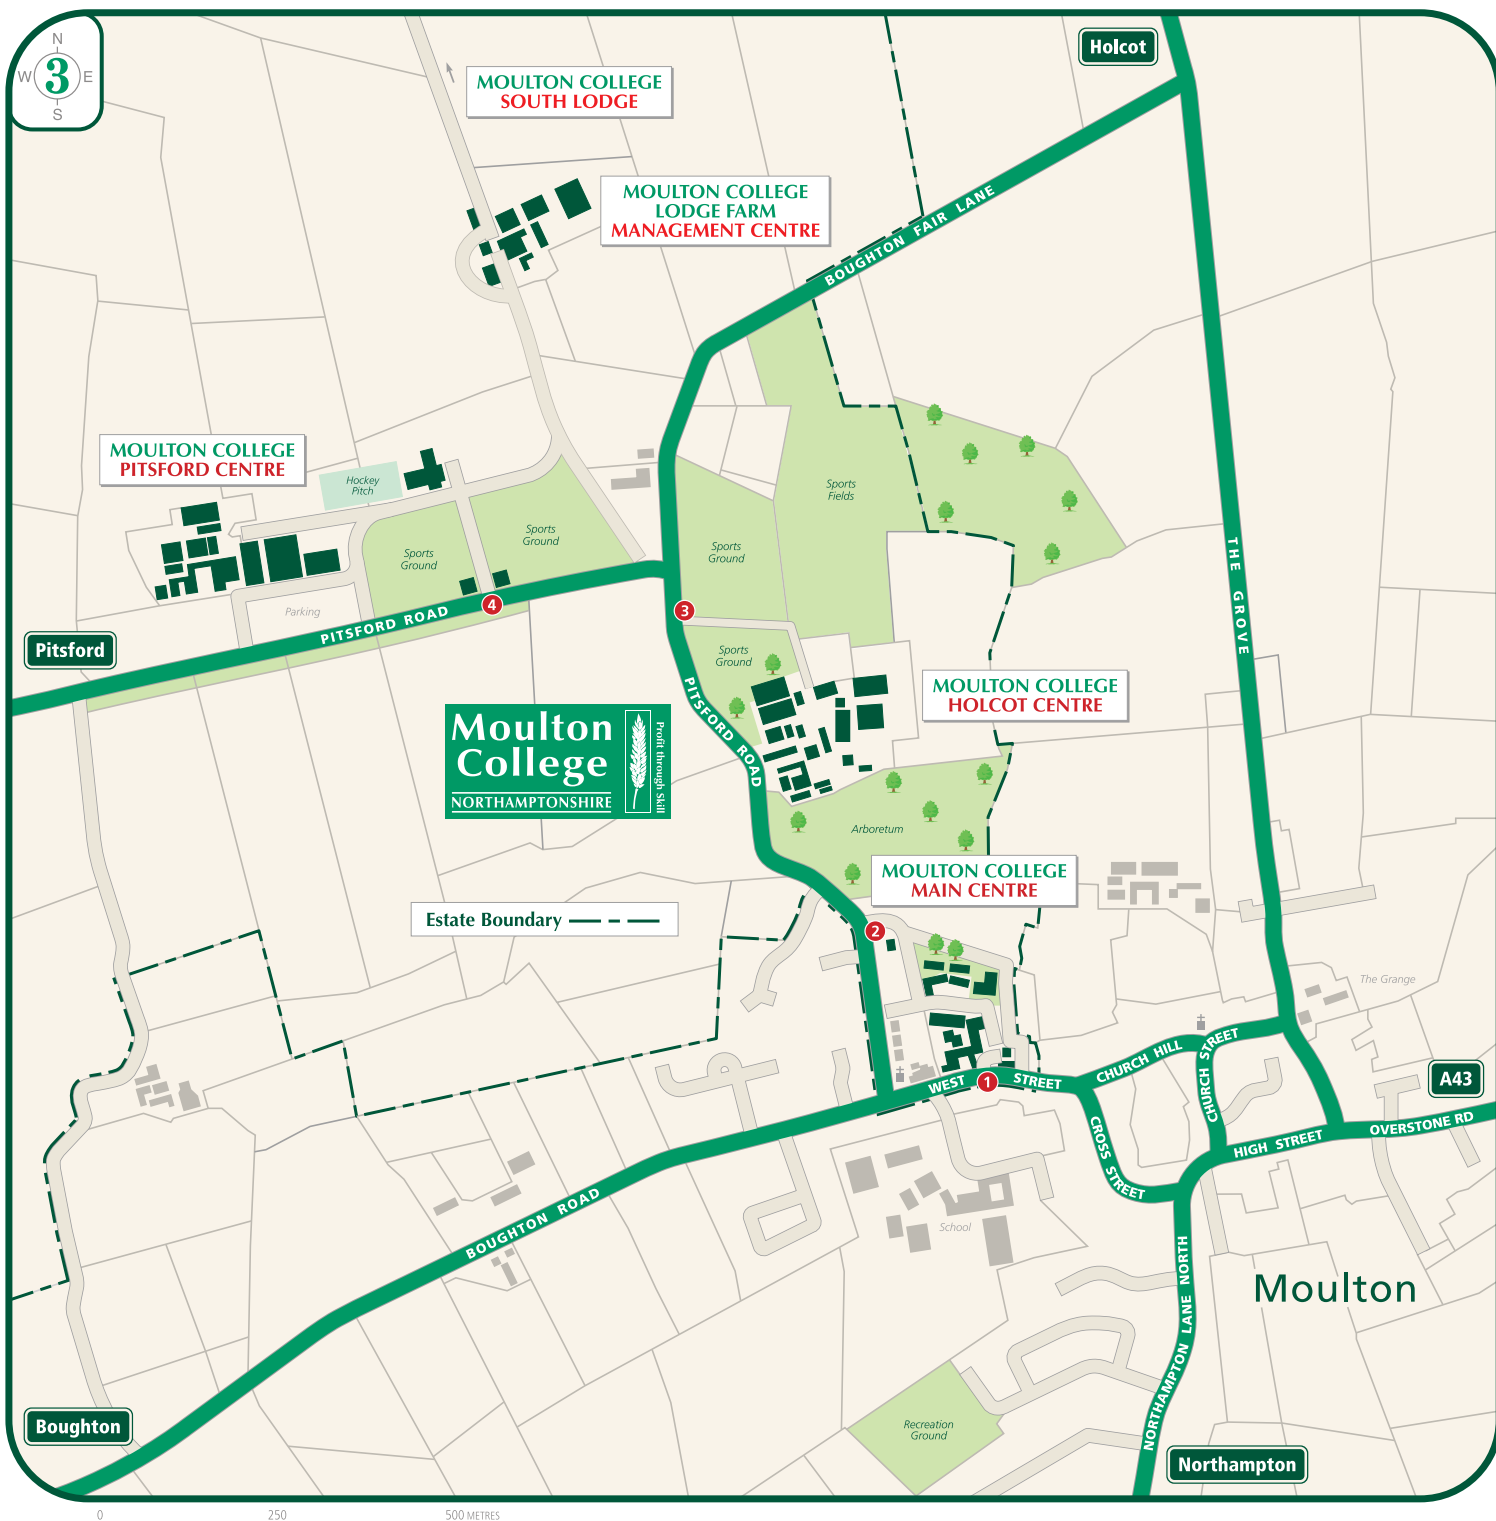 N
W 3 E
S
Holcot
MOULTON COLLEGE
SOUTH LODGE
MOULTON COLLEGE
LODGE FARM
MANAGEMENT CENTRE
BOUGHTON FAIR LANE
MOULTON COLLEGE
PITSFORD CENTRE
Hockey
Pitch
Sports
Fields
Sports
Ground
Sports
Ground
Sports
Ground
THE GROVE
Parking
4
3
PITSFORD ROAD
Pitsford
Sports
Ground
MOULTON COLLEGE
HOLCOT CENTRE
PITSFORD ROAD
Moulton
College
NORTHAMPTONSHIRE
Profit through Skill
Arboretum
MOULTON COLLEGE
MAIN CENTRE
Estate Boundary
2
The Grange
CHURCH HILL
STREET
CHURCH STREET
WEST
1
STREET
A43
OVERSTONE RD
HIGH STREET
CROSS STREET
BOUGHTON ROAD
School
NORTHAMPTON LANE NORTH
Moulton
Boughton
Recreation
Ground
Northampton
0
250
500 METRES